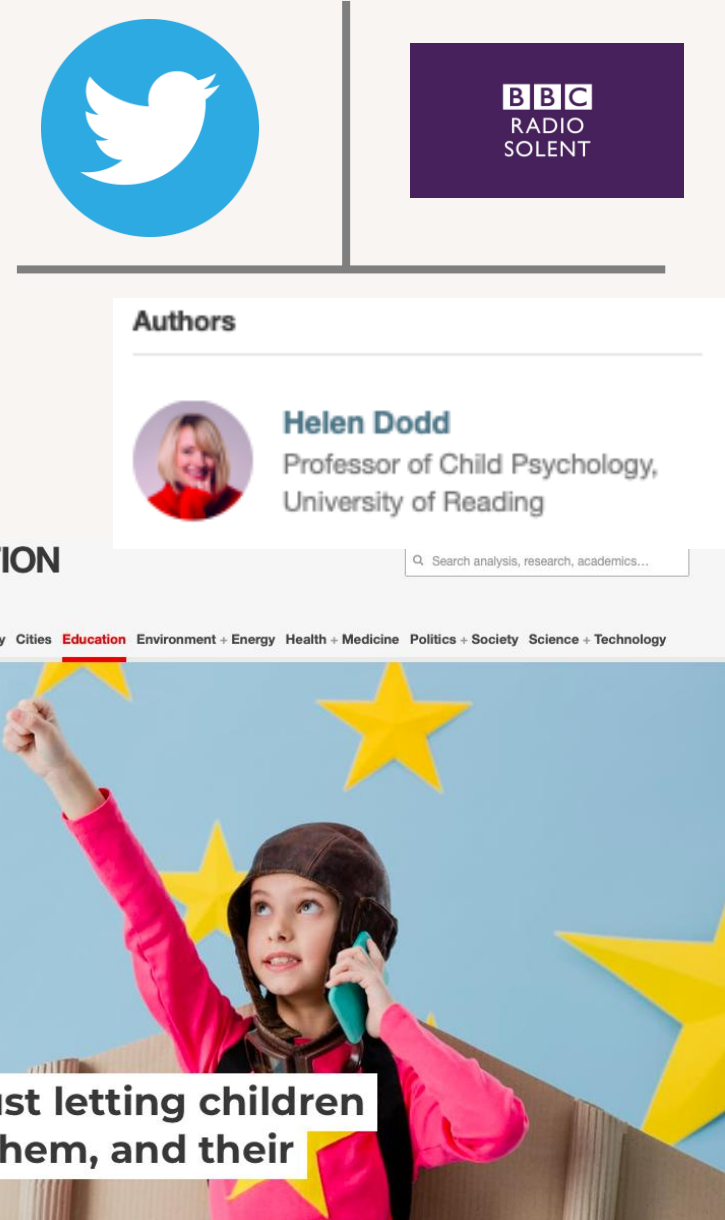 BBC
RADIO
SOLENT
Authors
Helen Dodd
Professor of Child Psychology,
University of Reading
TION
Search analysis, research, academics...
y Cities Education Environment + Energy Health + Medicine Politics + Society Science + Technology
ust letting children
hem, and their